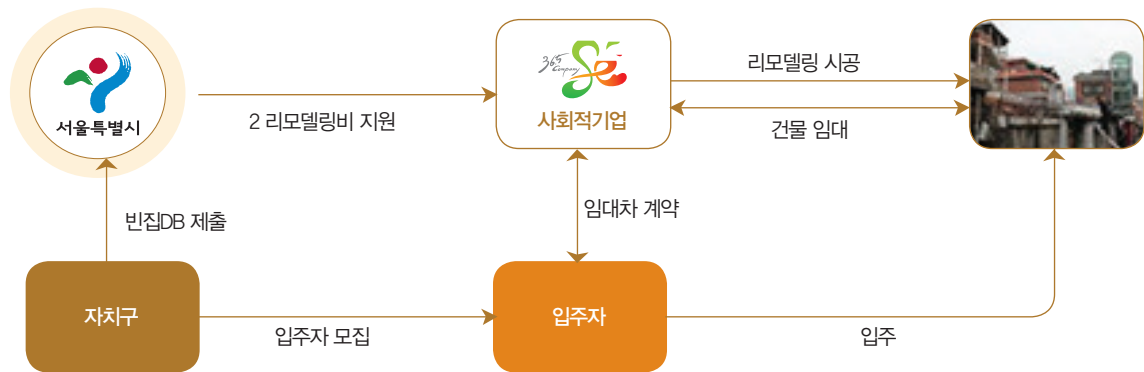 365
Company
Se
서울특별시
2 리모델링비 지원
사회적기업
리모델링 시공
건물 임대
빈집DB 제출
임대차 계약
자치구
입주자 모집
입주자
입주